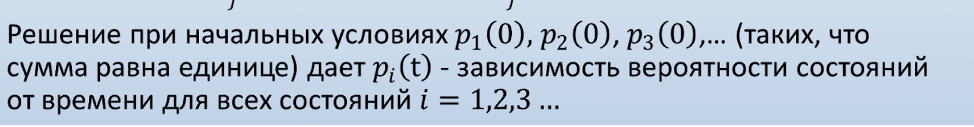 Решение при начальных условиях p₁(0), p₂(0), p₃(0),... (таких, что
сумма равна единице) дает pᵢ(t) - зависимость вероятности состояний
от времени для всех состояний i = 1,2,3 ...